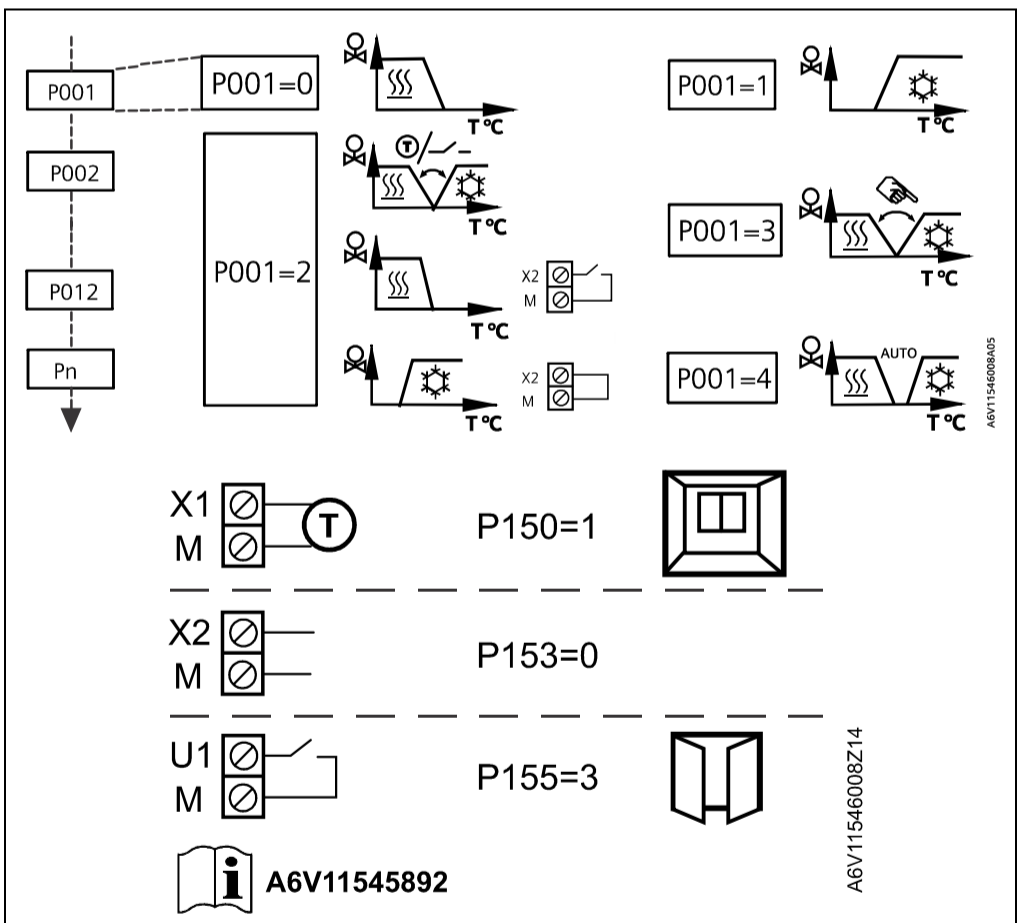 P001
P001=0
T °C
P001=1
T °C
P002
P001=2
T
T °C
P001=3
T °C
P012
X2
M
T °C
Pn
X2
M
T °C
P001=4
AUTO
T °C
A6V11546008A05
X1
M
T
P150=1
X2
M
P153=0
U1
M
P155=3
A6V11546008Z14
i
A6V11545892